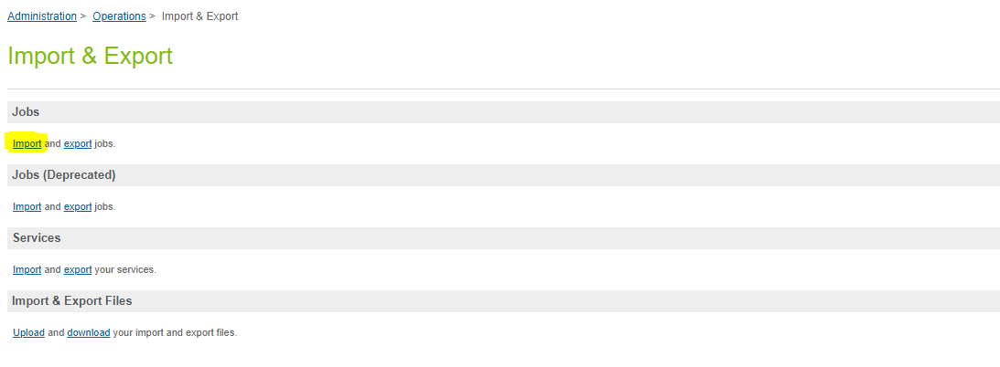 Administration > Operations > Import & Export
Import & Export
Jobs
Import and export jobs.
Jobs (Deprecated)
Import and export jobs.
Services
Import and export your services.
Import & Export Files
Upload and download your import and export files.